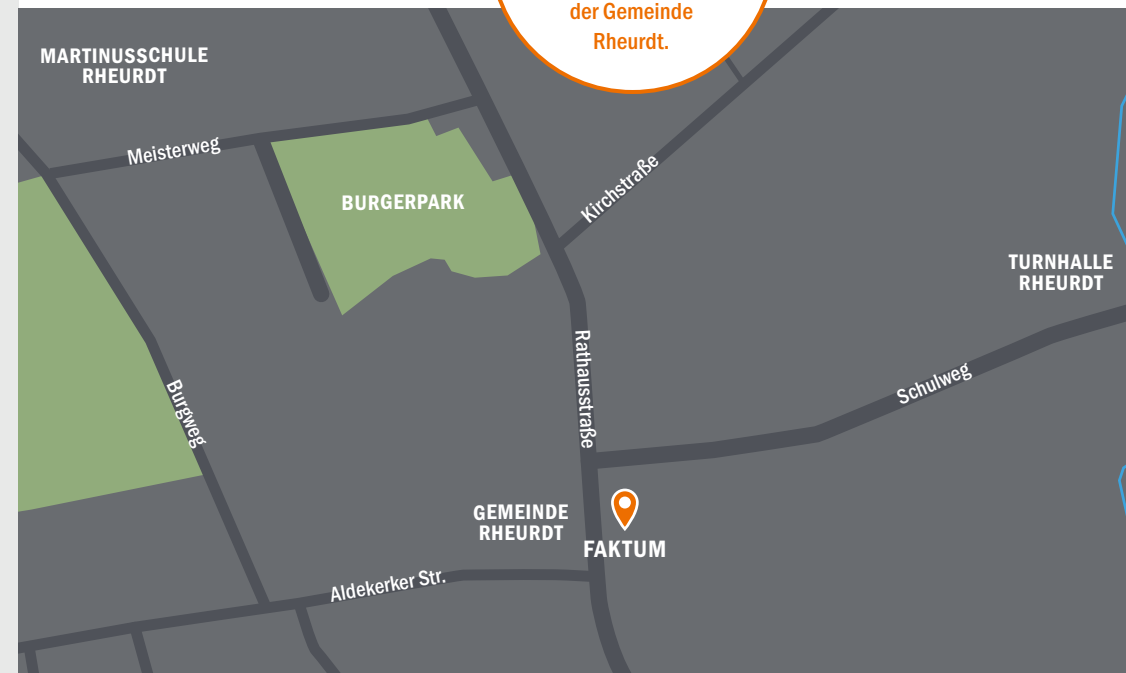 der Gemeinde
Rheurdt.
MARTINUSSCHULE
RHEURDT
Meisterweg
BURGERPARK
Kirchstraße
TURNHALLE
RHEURDT
Rathausstraße
Schulweg
Burgweg
GEMEINDE
RHEURDT
FAKTUM
Aldekerker Str.